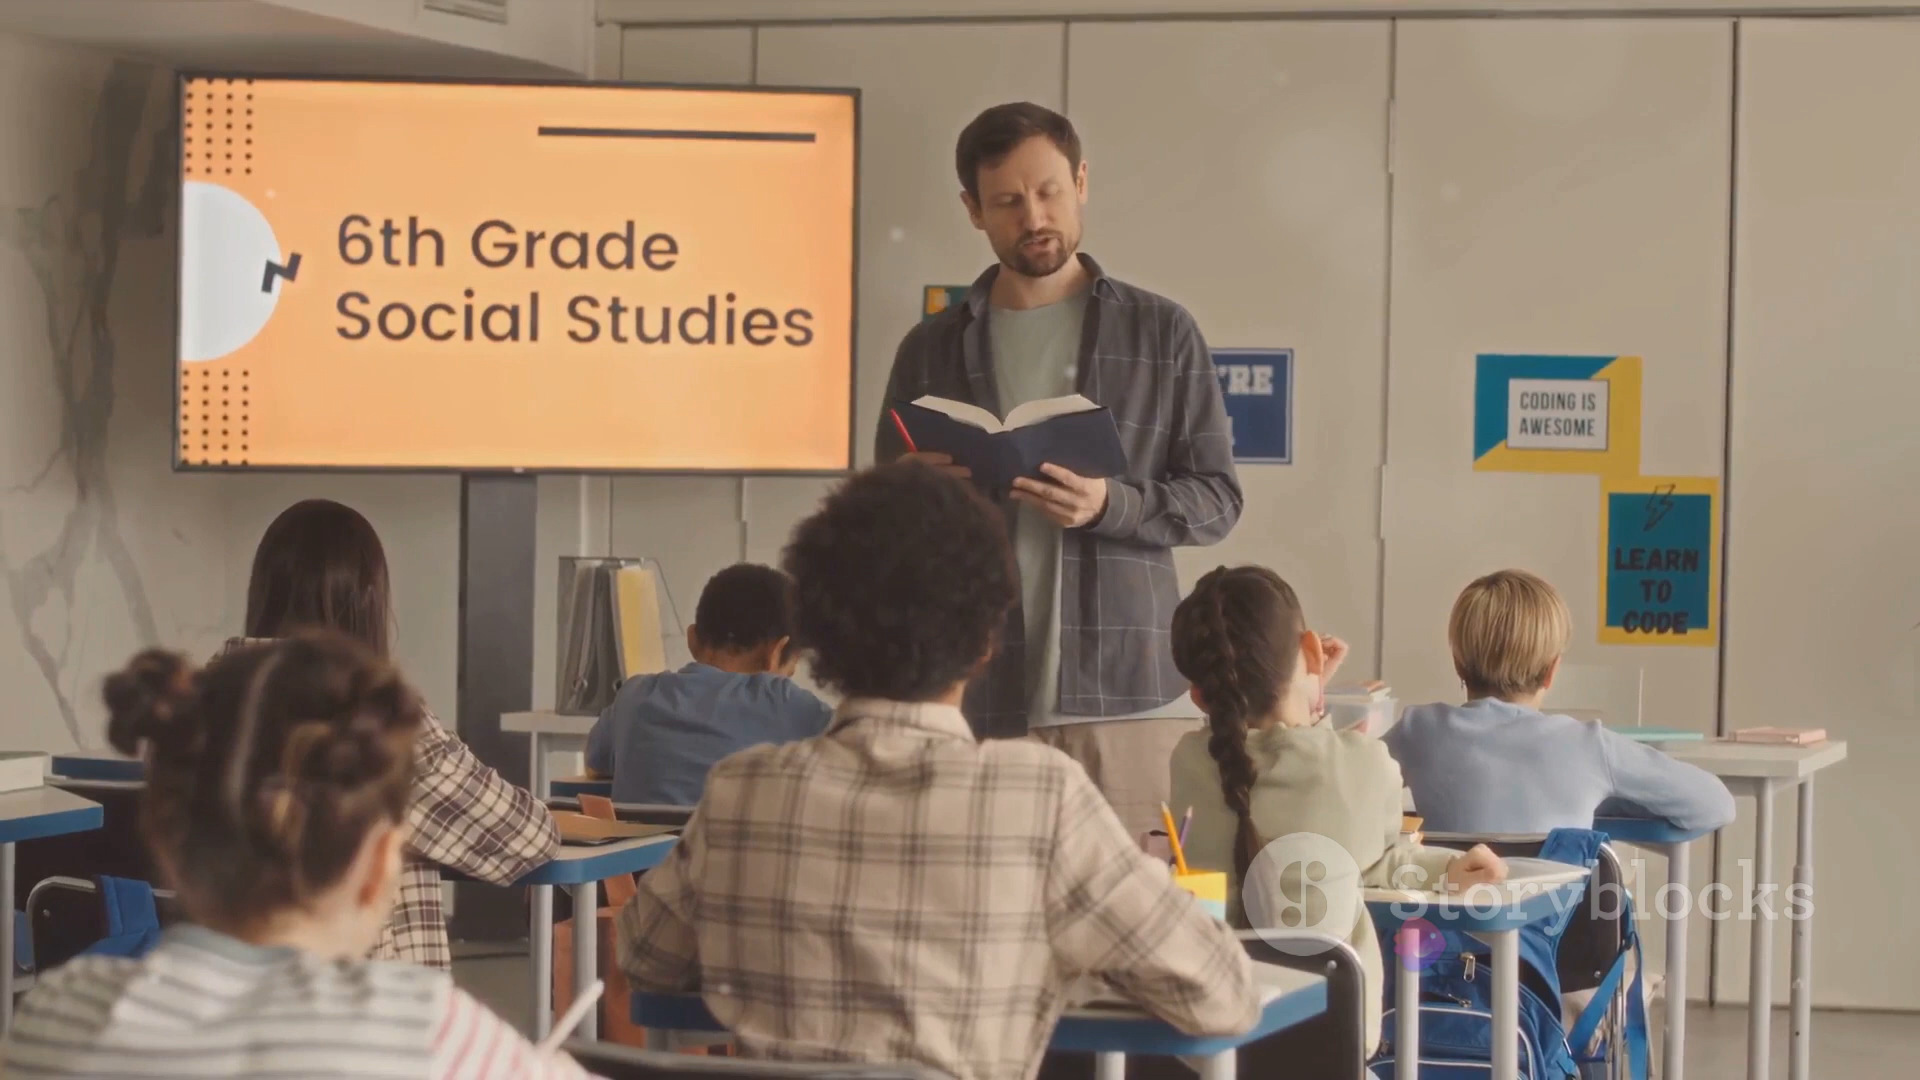 6th Grade
Social Studies
CODING IS
AWESOME
LEARN
TO
CODE
Storyblocks